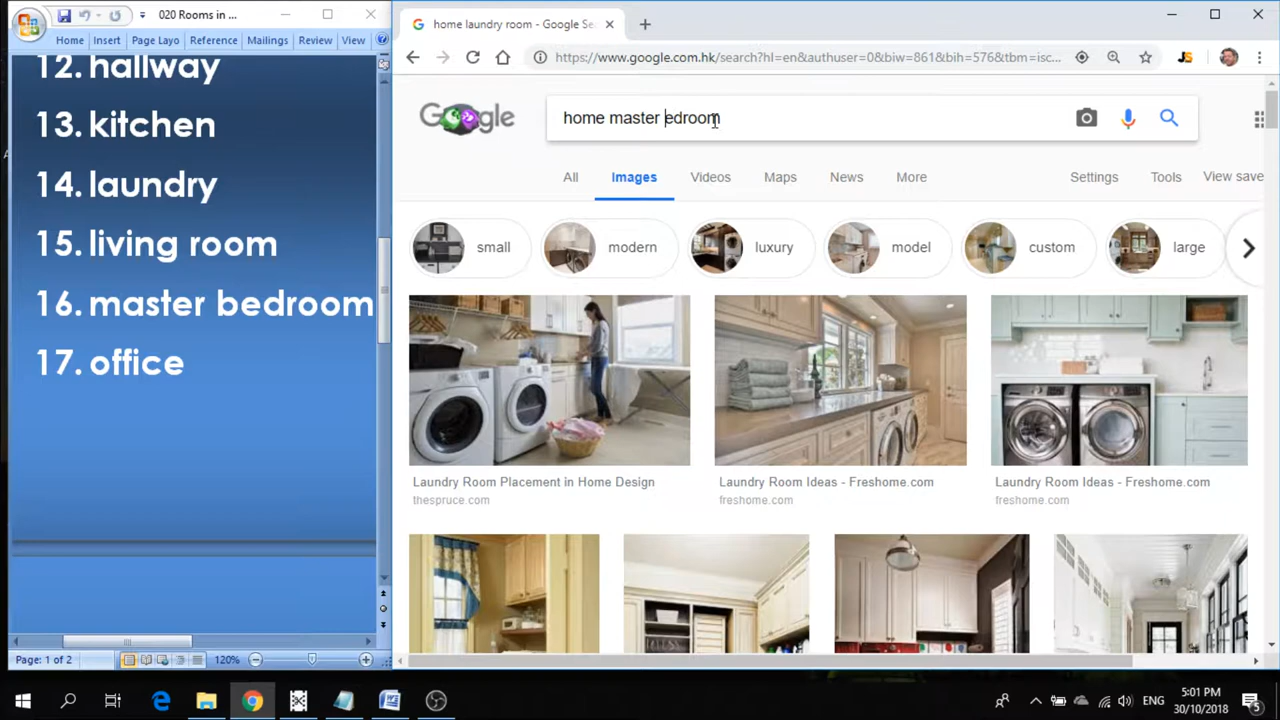 020 Rooms in ...
Home Insert Page Layo Reference Mailings Review View
12. hallway
13. kitchen
14. laundry
15. living room
16. master bedroom
17. office
Page: 1 of 2 120%
home laundry room - Google Se
https://www.google.com.hk/search?hl=en&authuser=0&biw=861&bih=576&tbm=isc...
JS
Google
home master edroom
All Images Videos Maps News More Settings Tools View save
small modern luxury model custom large
Laundry Room Placement in Home Design
thespruce.com
Laundry Room Ideas - Freshome.com
freshome.com
Laundry Room Ideas - Freshome.com
freshome.com
ENG
5:01 PM
30/10/2018
5